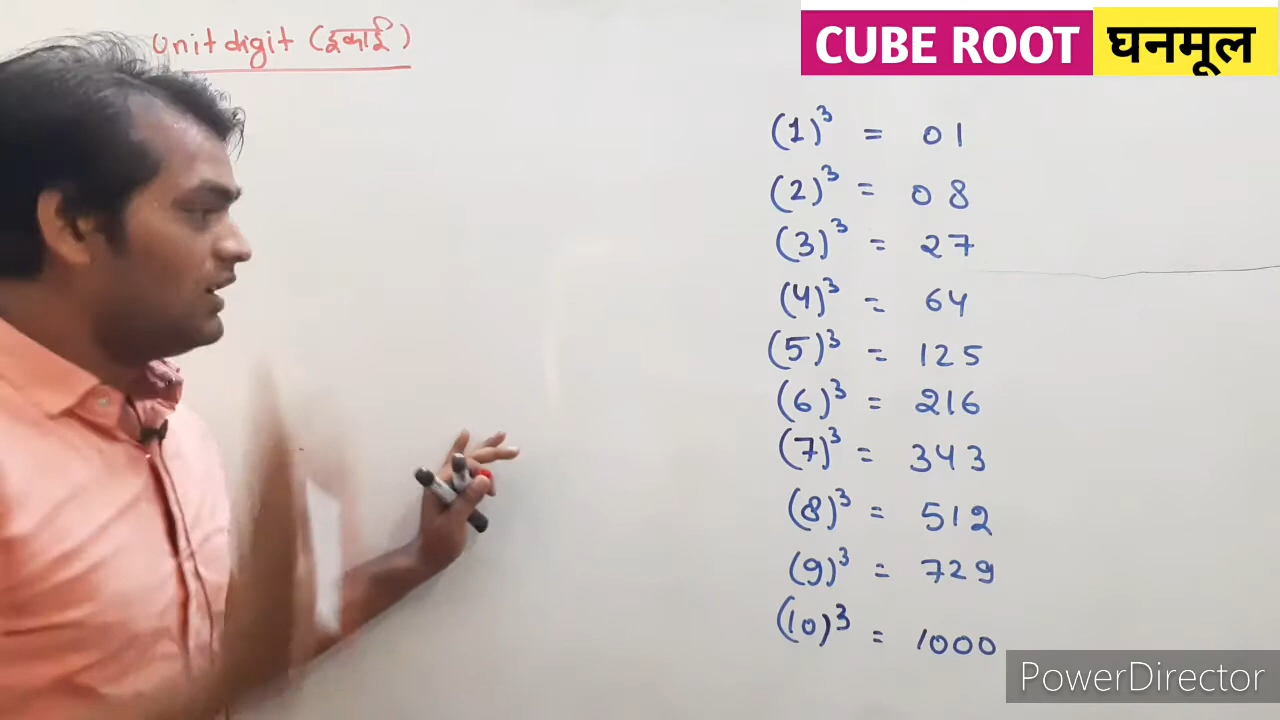 Unit digit (इकाई)
CUBE ROOT घनमूल
(1)³ = 01
(2)³ = 08
(3)³ = 27
(4)³ = 64
(5)³ = 125
(6)³ = 216
(7)³ = 343
(8)³ = 512
(9)³ = 729
(10)³ = 1000
PowerDirector